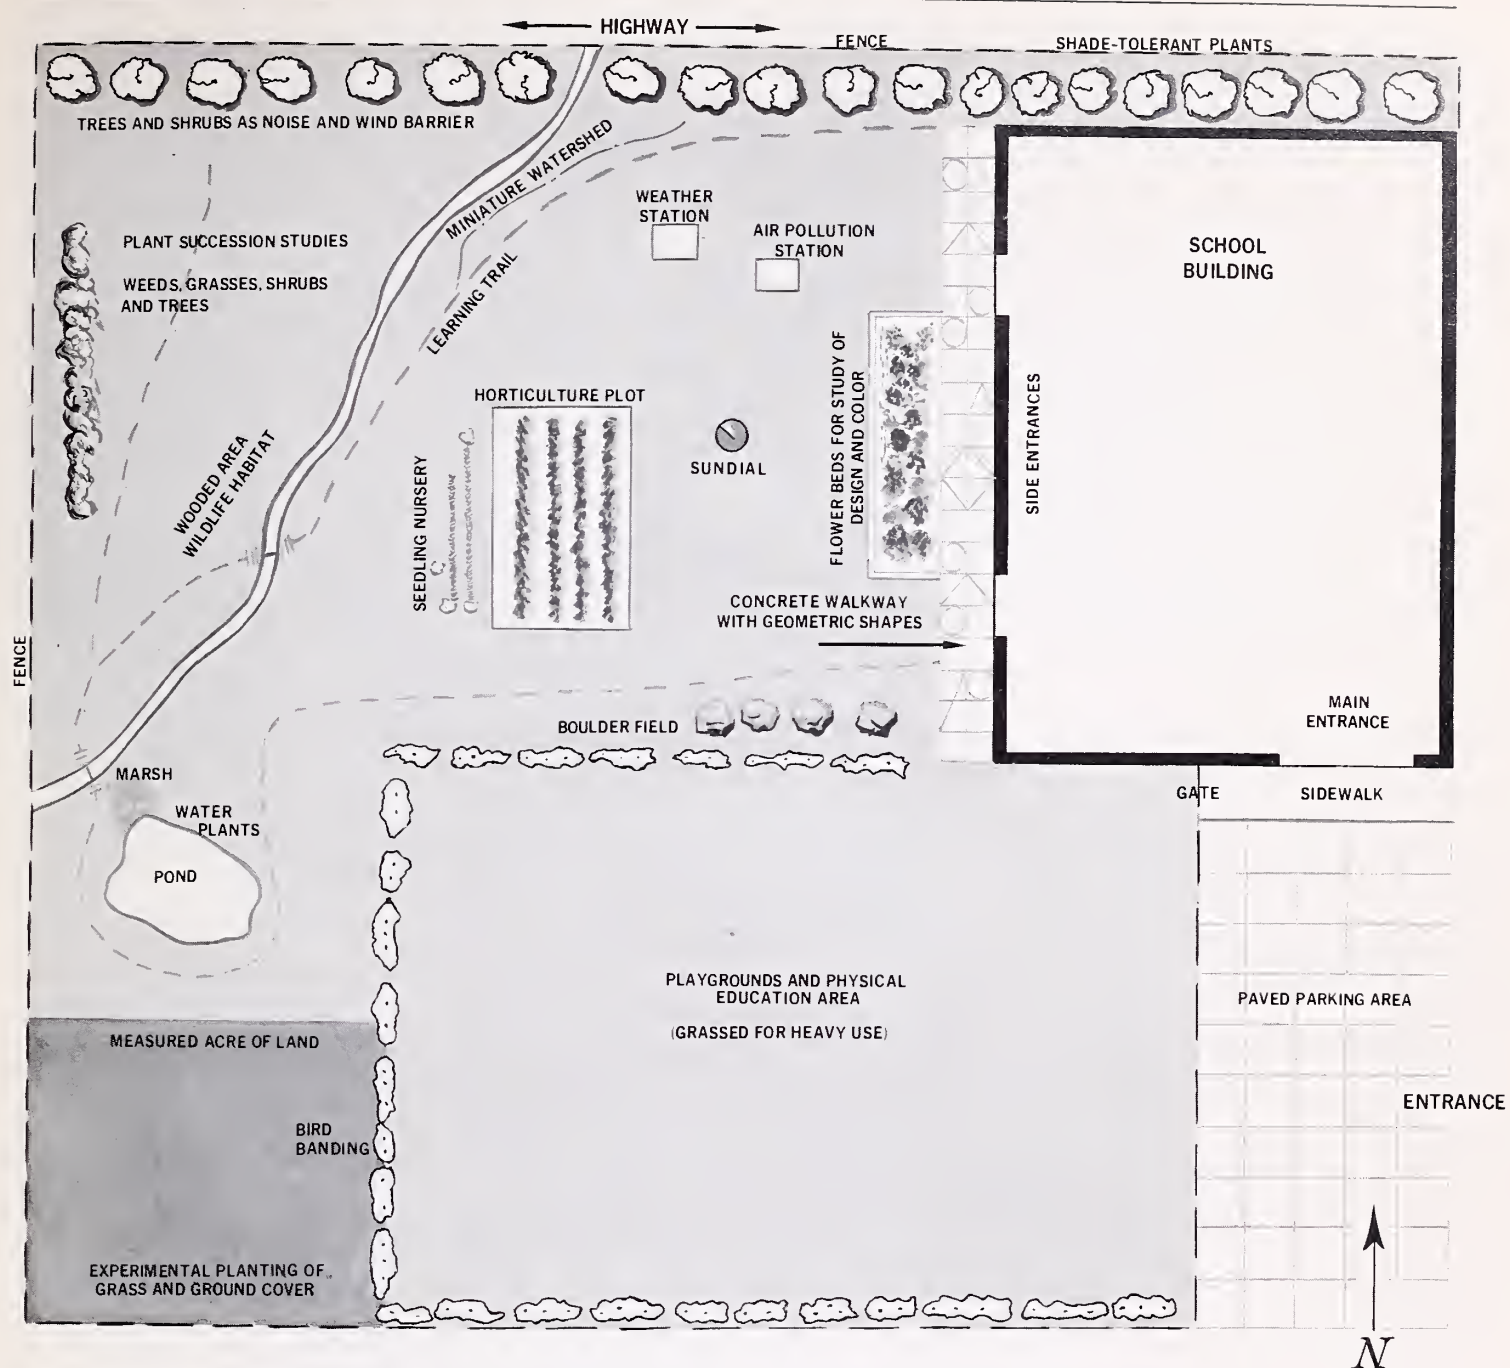 HIGHWAY
FENCE
SHADE-TOLERANT PLANTS
TREES AND SHRUBS AS NOISE AND WIND BARRIER
MINIATURE WATERSHED
WEATHER
STATION
AIR POLLUTION
STATION
SCHOOL
BUILDING
PLANT SUCCESSION STUDIES
WEEDS, GRASSES, SHRUBS
AND TREES
LEARNING TRAIL
HORTICULTURE PLOT
SUNDIAL
FLOWER BEDS FOR STUDY OF
DESIGN AND COLOR
SIDE ENTRANCES
WOODED AREA
WILDLIFE HABITAT
SEEDLING NURSERY
CONCRETE WALKWAY
WITH GEOMETRIC SHAPES
FENCE
MAIN
ENTRANCE
BOULDER FIELD
MARSH
WATER
PLANTS
POND
GATE
SIDEWALK
PLAYGROUNDS AND PHYSICAL
EDUCATION AREA
(GRASSED FOR HEAVY USE)
PAVED PARKING AREA
MEASURED ACRE OF LAND
ENTRANCE
BIRD
BANDING
EXPERIMENTAL PLANTING OF
GRASS AND GROUND COVER
N